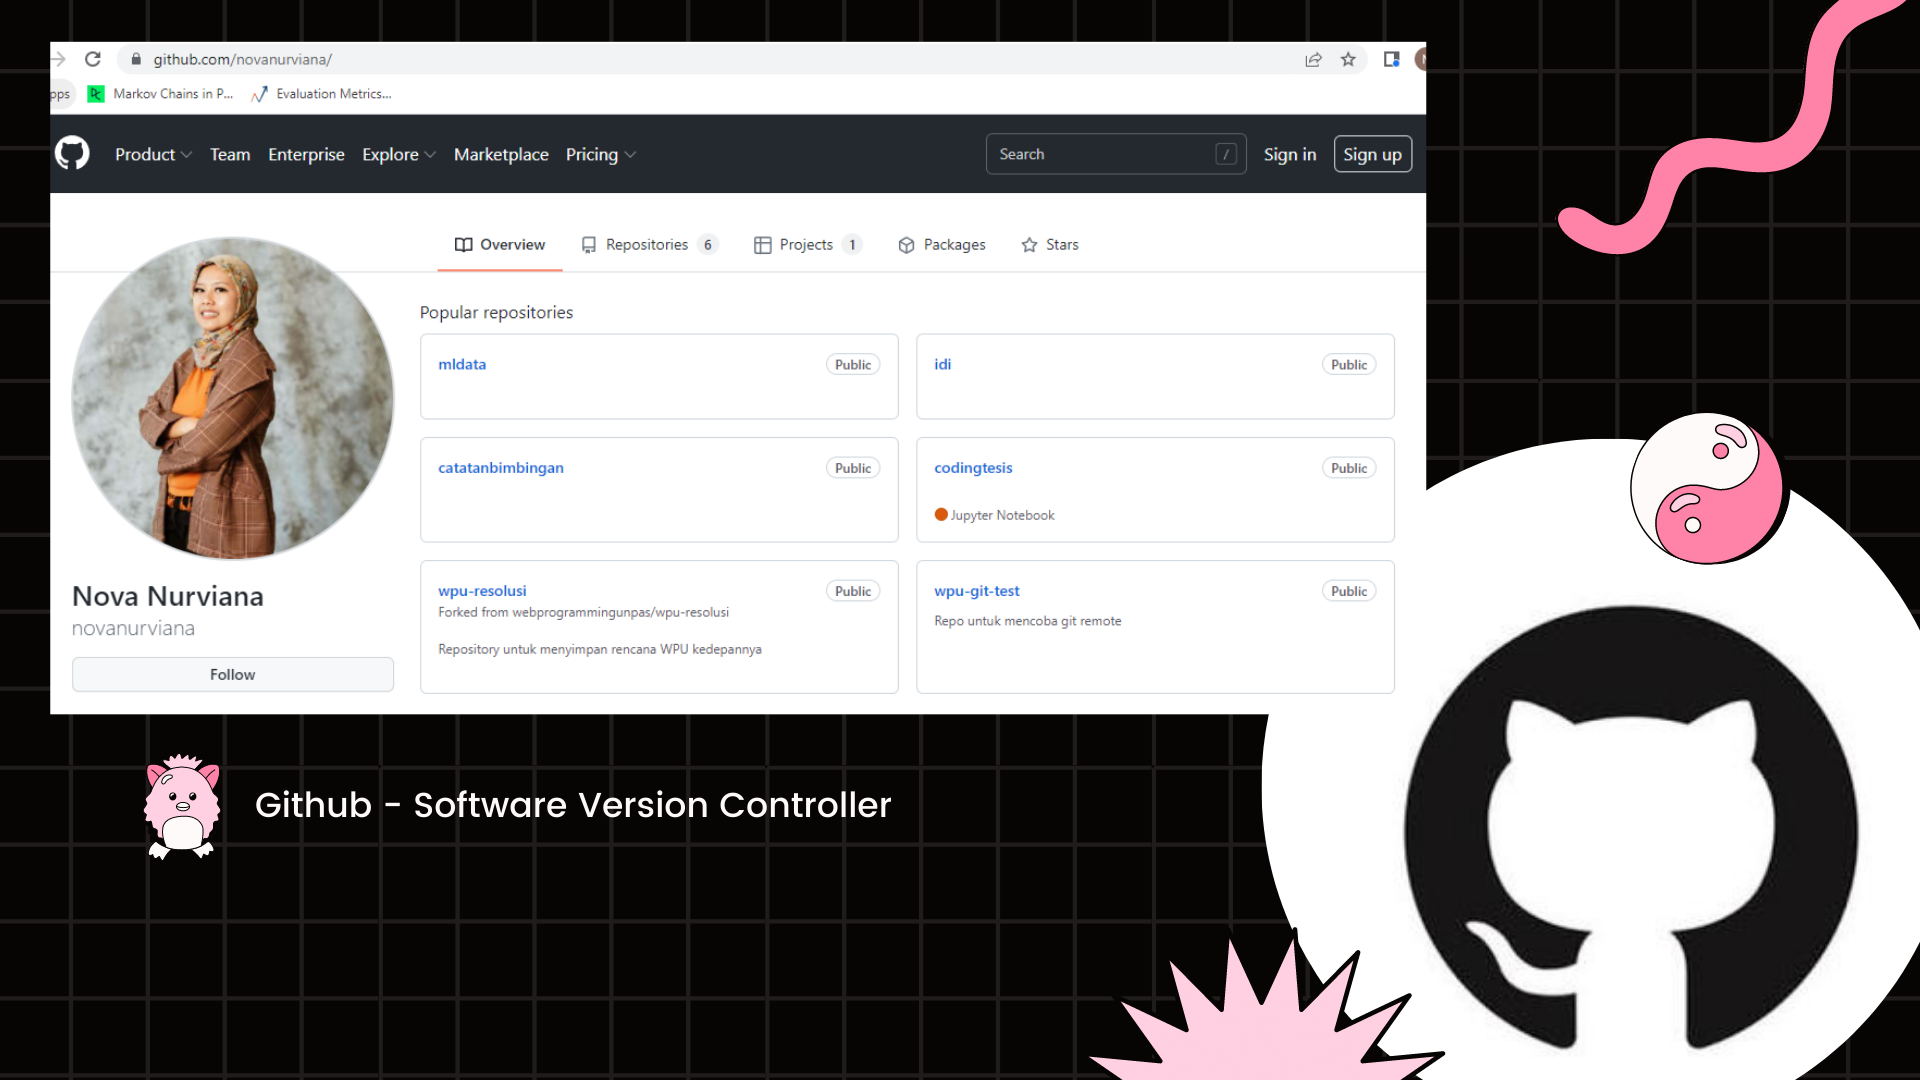 github.com/novanurviana/
pps Markov Chains in P... Evaluation Metrics...
Product Team Enterprise Explore Marketplace Pricing Search / Sign in Sign up
Overview Repositories 6 Projects 1 Packages Stars
Popular repositories
mldata Public
idi Public
catatanbimbingan Public
codingtesis Public
Jupyter Notebook
wpu-resolusi Public
Forked from webprogrammingunpas/wpu-resolusi
Repository untuk menyimpan rencana WPU kedepannya
wpu-git-test Public
Repo untuk mencoba git remote
Nova Nurviana
novanurviana
Follow
Github - Software Version Controller